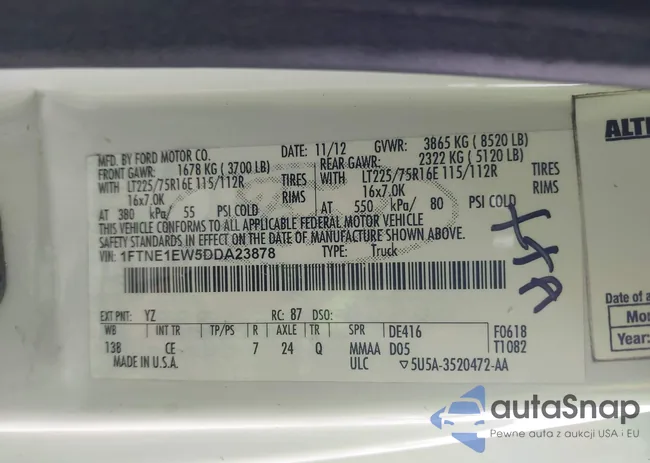 MFD. BY FORD MOTOR CO.
DATE: 11/12 GVWR: 3865 KG ( 8520 LB)
FRONT GAWR: 1678 KG ( 3700 LB) REAR GAWR: 2322 KG ( 5120 LB)
WITH LT225/75R16E 115/112R TIRES WITH LT225/75R16E 115/112R TIRES
16x7.0K RIMS 16x7.0K RIMS
AT 380 kPa/ 55 PSI COLD AT 550 kPa/ 80 PSI COLD
THIS VEHICLE CONFORMS TO ALL APPLICABLE FEDERAL MOTOR VEHICLE
SAFETY STANDARDS IN EFFECT ON THE DATE OF MANUFACTURE SHOWN ABOVE.
VIN: 1FTNE1EW5DDA23878 TYPE: Truck
EXT PNT: YZ RC: 87 DSO:
WB INT TR TP/PS R AXLE TR SPR DE416 F0618
138 CE 7 24 Q MMAA D05 T1082
MADE IN U.S.A. ULC ▽5U5A-3520472-AA
ALTE
Date of a
Mo
Year:
autaSnap
Pewne auta z aukcji USA i EU